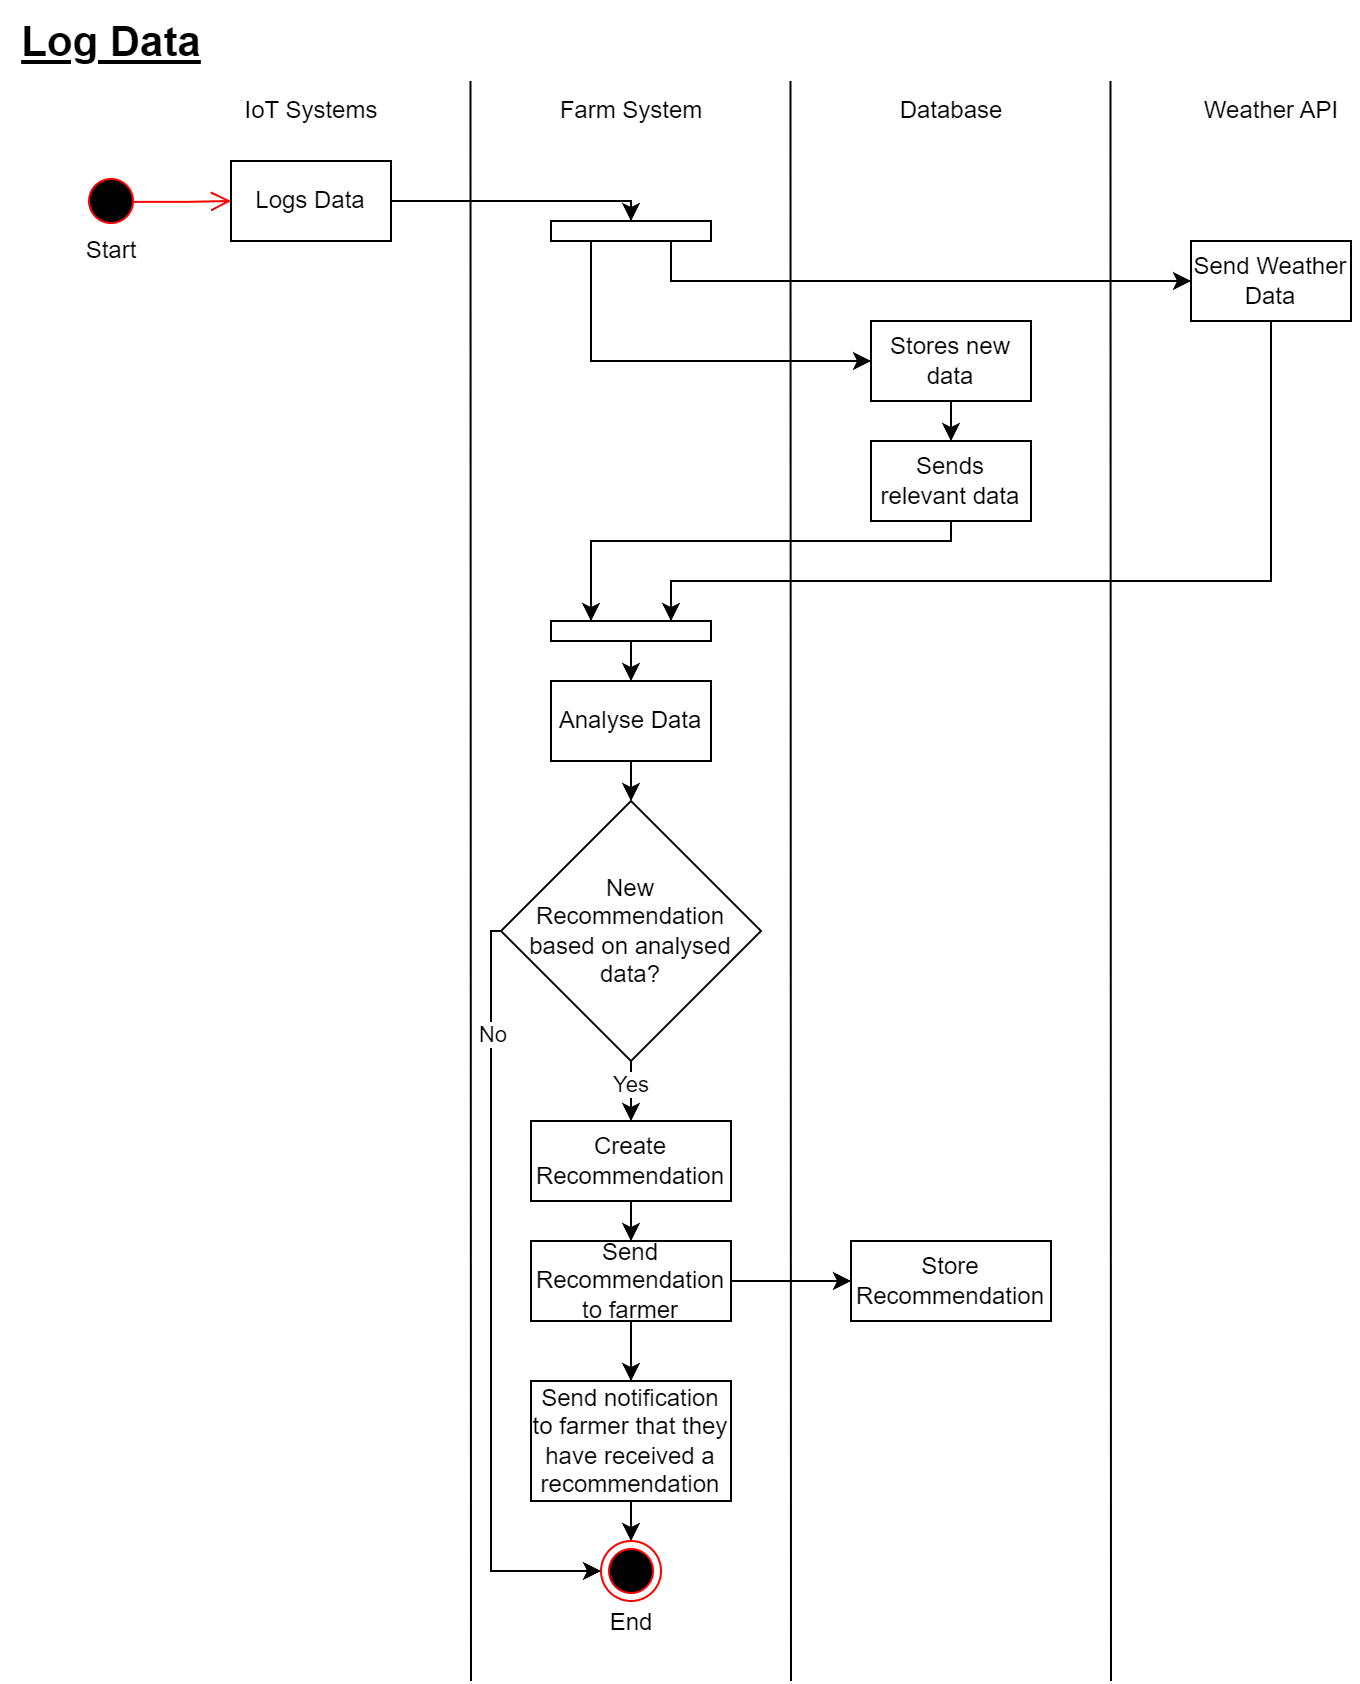 Log Data
IoT Systems
Farm System
Database
Weather API
Start
Logs Data
Send Weather
Data
Stores new
data
Sends
relevant data
Analyse Data
New
Recommendation
based on analysed
data?
No
Yes
Create
Recommendation
Send
Recommendation
to farmer
Store
Recommendation
Send notification
to farmer that they
have received a
recommendation
End